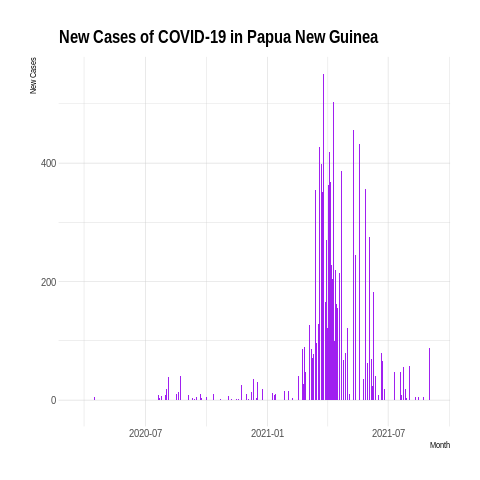 New Cases of COVID-19 in Papua New Guinea
New Cases
400
200
0
2020-07
2021-01
2021-07
Month